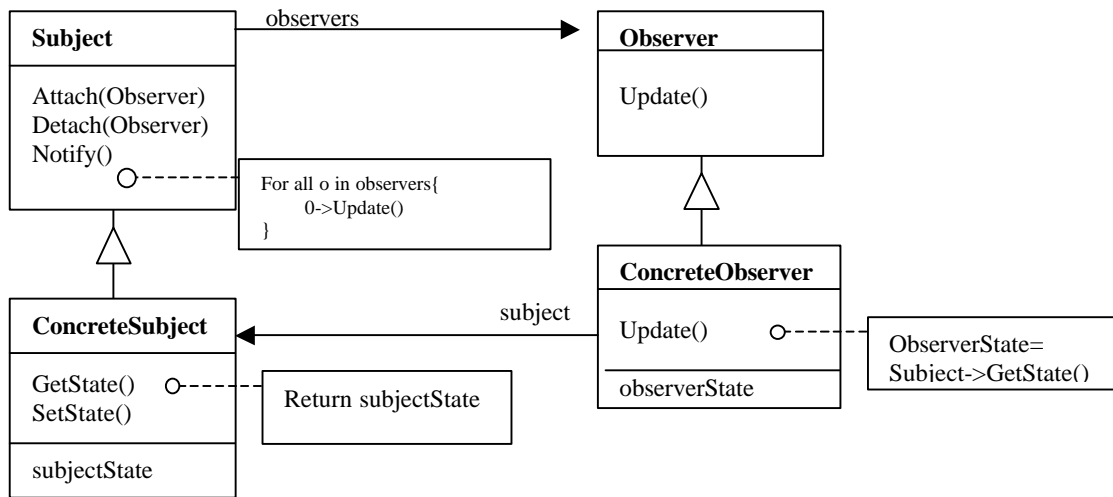 observers
Subject
Attach(Observer)
Detach(Observer)
Notify()
For all o in observers{
0->Update()
}
Observer
Update()
ConcreteSubject
GetState()
SetState()
subjectState
Return subjectState
subject
ConcreteObserver
Update()
observerState
ObserverState=
Subject->GetState()